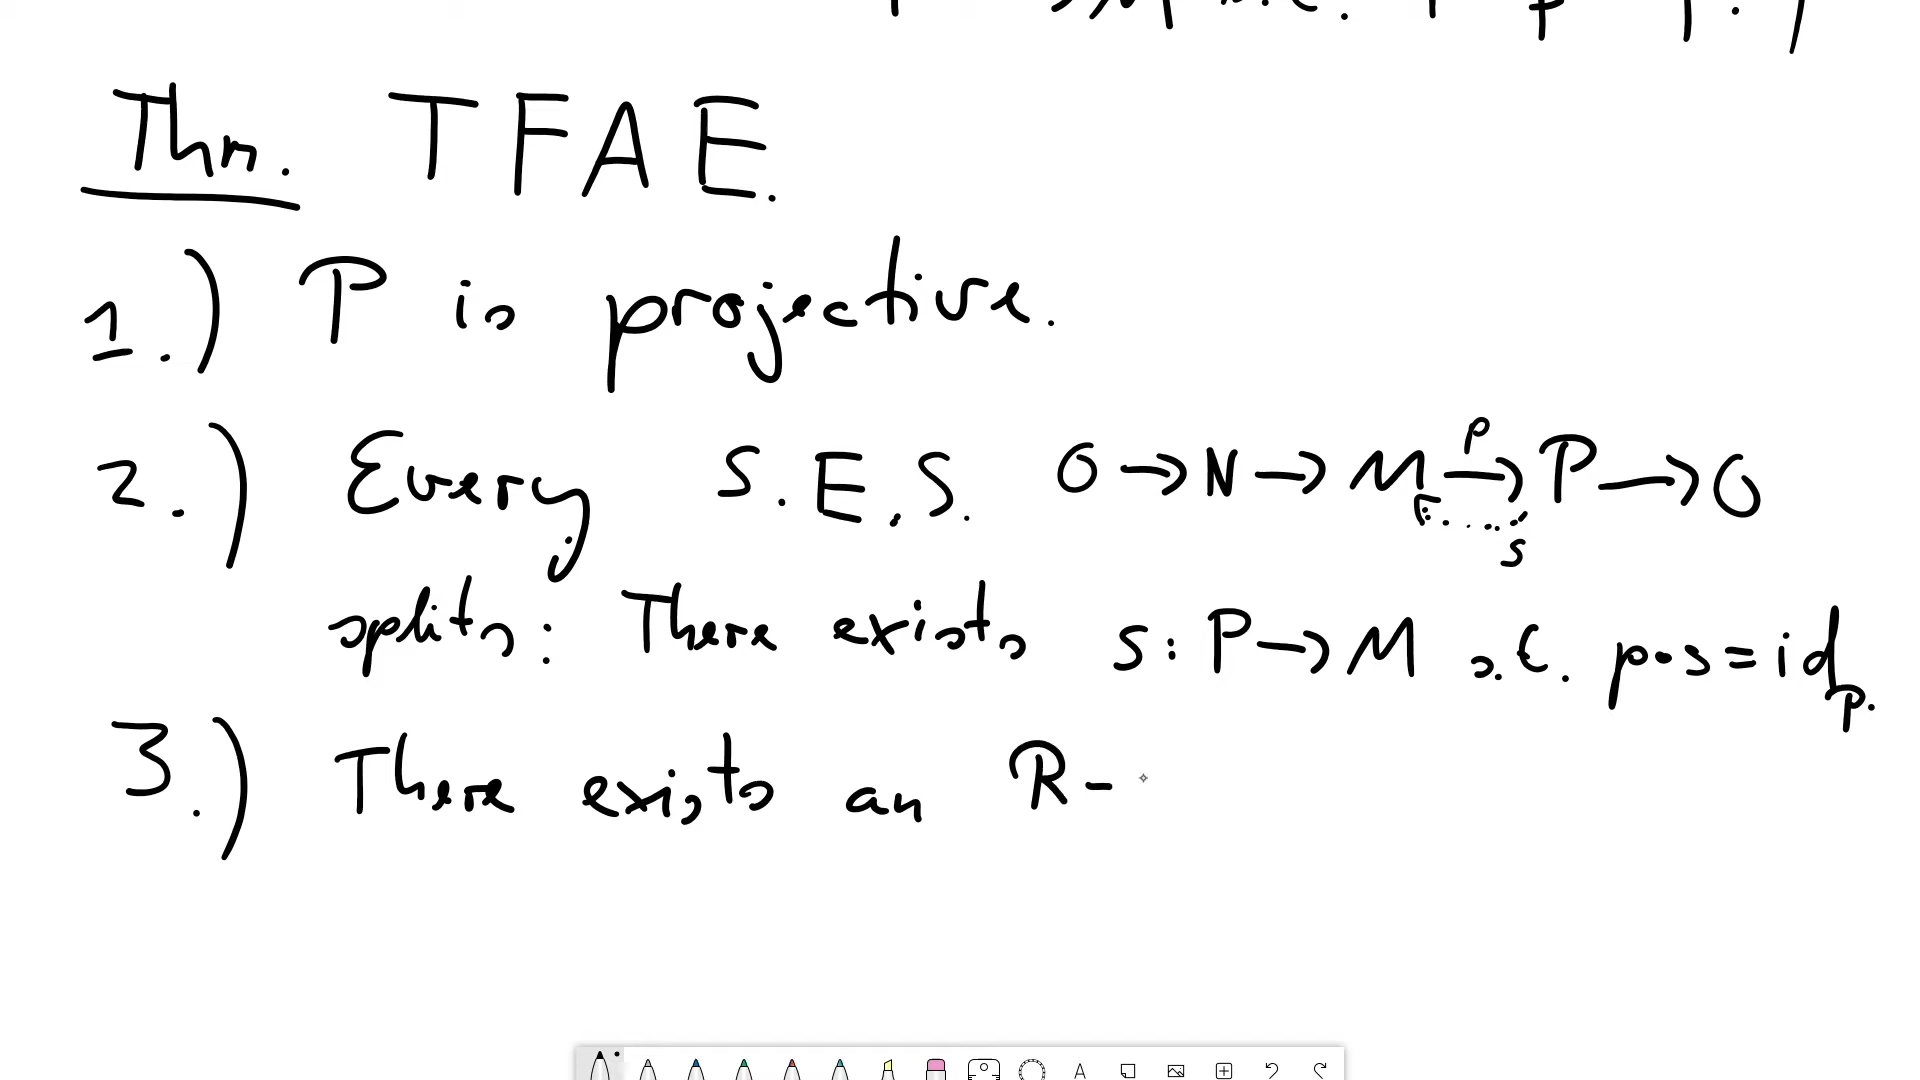 Thm. TFAE.
1.) P is projective.
2.) Every S.E.S. 0 → N → M →^p P → 0
s
splits: There exists s: P → M s.t. p∘s = id_P.
3.) There exists an R-